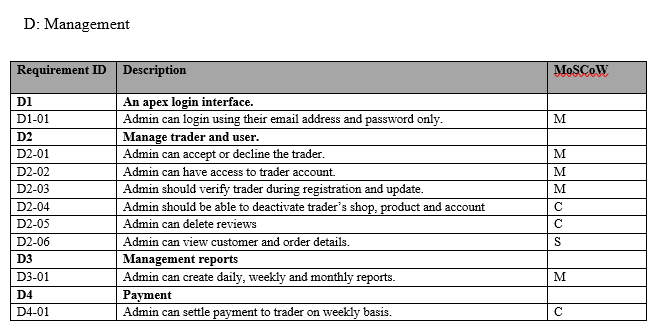 D: Management
Requirement ID Description MoSCoW
D1 An apex login interface.
D1-01 Admin can login using their email address and password only. M
D2 Manage trader and user.
D2-01 Admin can accept or decline the trader. M
D2-02 Admin can have access to trader account. M
D2-03 Admin should verify trader during registration and update. M
D2-04 Admin should be able to deactivate trader's shop, product and account C
D2-05 Admin can delete reviews C
D2-06 Admin can view customer and order details. S
D3 Management reports
D3-01 Admin can create daily, weekly and monthly reports. M
D4 Payment
D4-01 Admin can settle payment to trader on weekly basis. C